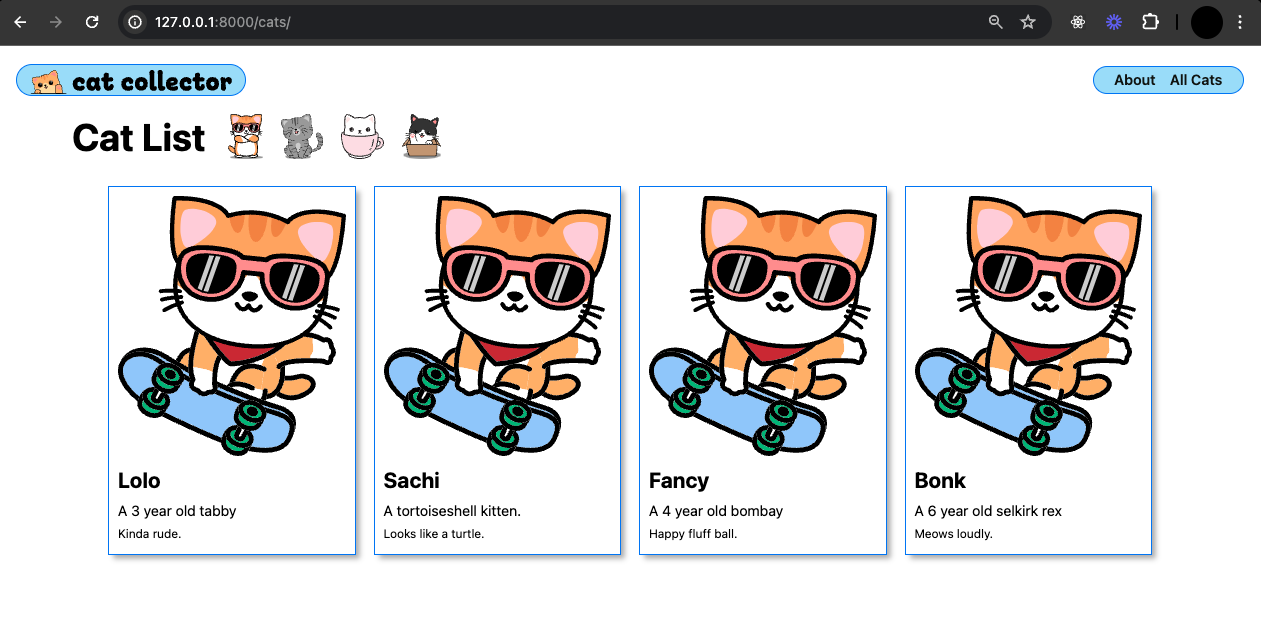 127.0.0.1:8000/cats/
cat collector
About All Cats
Cat List
Lolo
A 3 year old tabby
Kinda rude.
Sachi
A tortoiseshell kitten.
Looks like a turtle.
Fancy
A 4 year old bombay
Happy fluff ball.
Bonk
A 6 year old selkirk rex
Meows loudly.